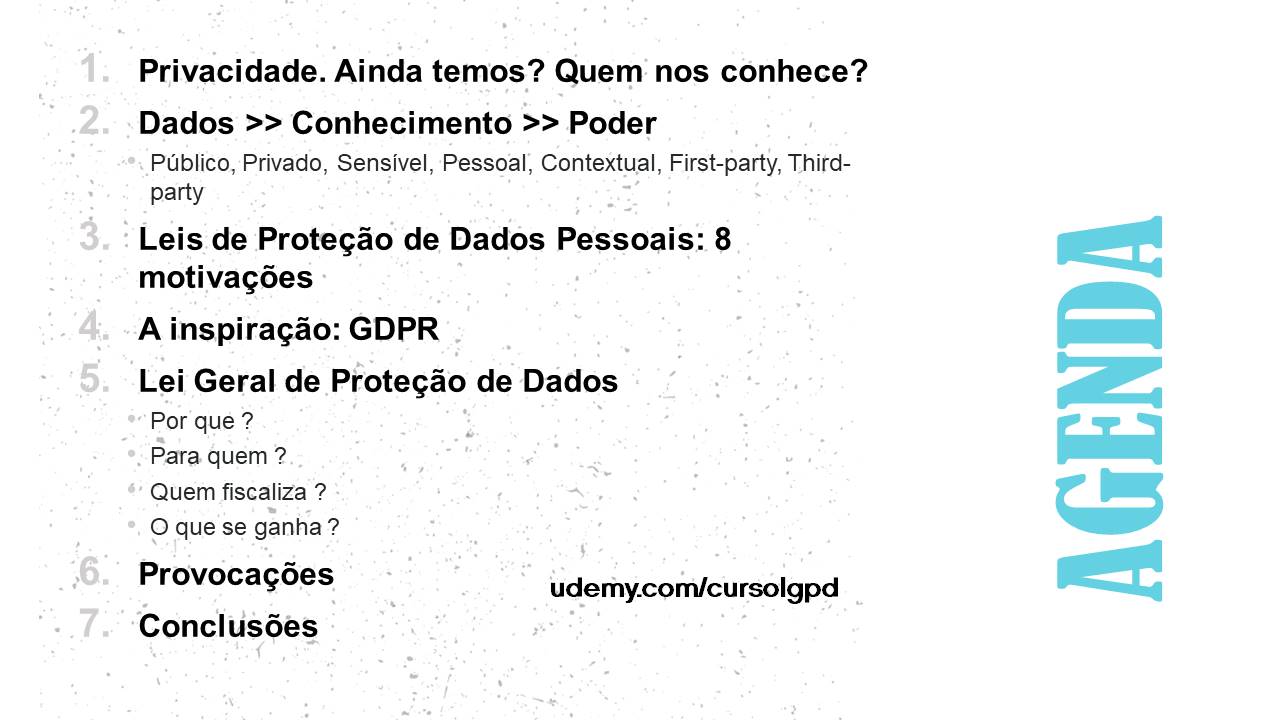 1. Privacidade. Ainda temos? Quem nos conhece?
2. Dados >> Conhecimento >> Poder
• Público, Privado, Sensível, Pessoal, Contextual, First-party, Third-
party
3. Leis de Proteção de Dados Pessoais: 8
motivações
4. A inspiração: GDPR
5. Lei Geral de Proteção de Dados
• Por que ?
• Para quem ?
• Quem fiscaliza ?
• O que se ganha ?
6. Provocações
7. Conclusões
udemy.com/cursolgpd
AGENDA